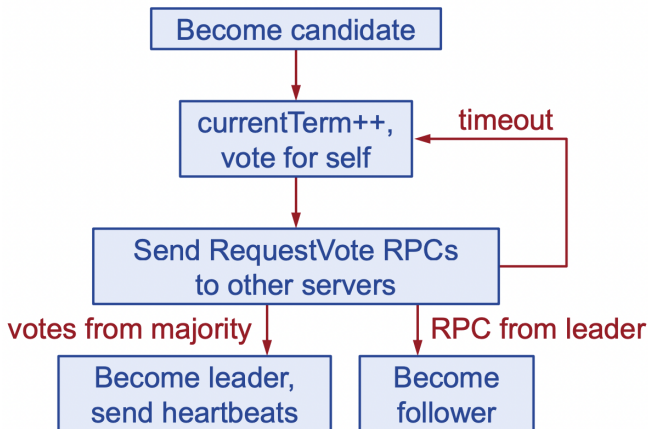 Become candidate
currentTerm++,
vote for self
timeout
Send RequestVote RPCs
to other servers
votes from majority
RPC from leader
Become leader,
send heartbeats
Become
follower